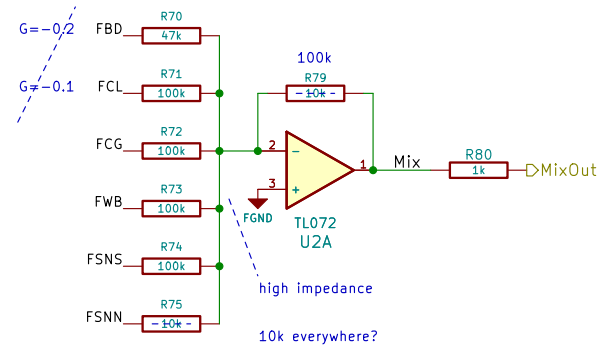 R70
G=-0.2 FBD 47k
100k
R71 R79
G=-0.1 FCL 100k 10k
R72
FCG 100k
2 - 1 Mix R80
1k MixOut
R73 3 +
FWB 100k FGND TL072
U2A
R74
FSNS 100k
high impedance
R75
FSNN 10k
10k everywhere?